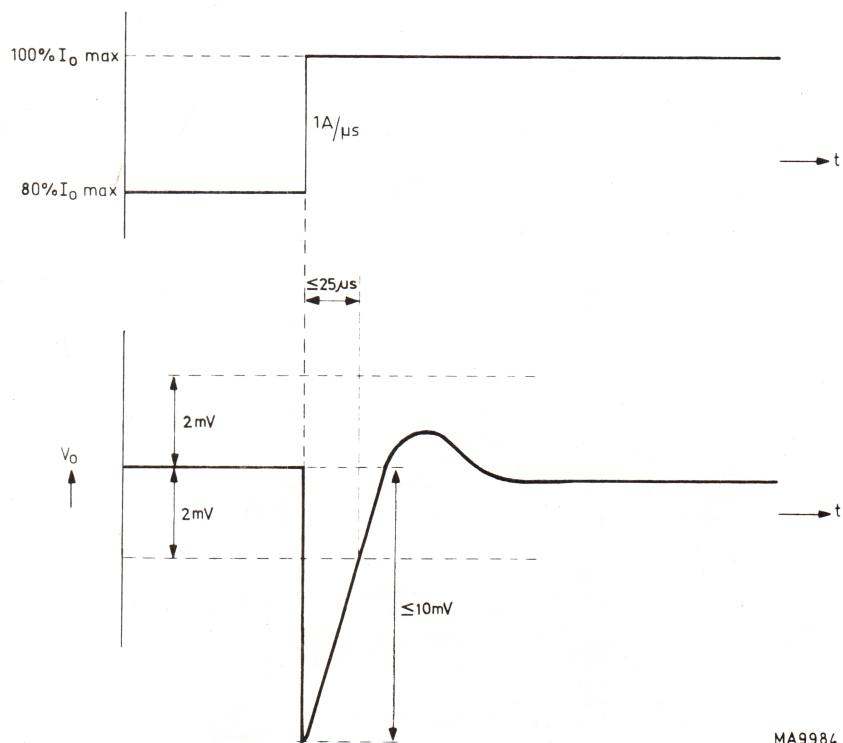 100% I₀ max
1A/μs
t
80% I₀ max
≤25μs
2mV
V₀
2mV
t
≤10mV
MA9984